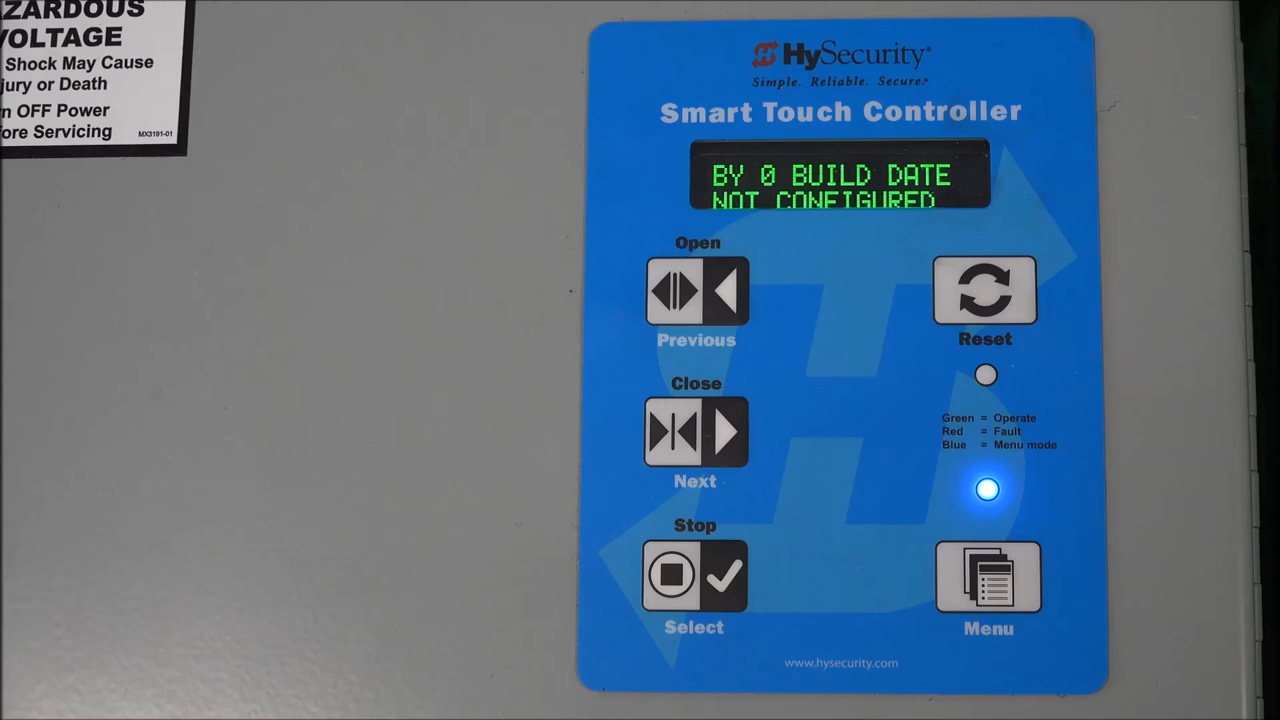 AZARDOUS
VOLTAGE
Shock May Cause
jury or Death
n OFF Power
fore Servicing
MX3191-01
HySecurity®
Simple. Reliable. Secure.®
Smart Touch Controller
BY 0 BUILD DATE
NOT CONFIGURED
Open
Previous
Reset
Close
Next
Green = Operate
Red = Fault
Blue = Menu mode
Stop
Select
Menu
www.hysecurity.com